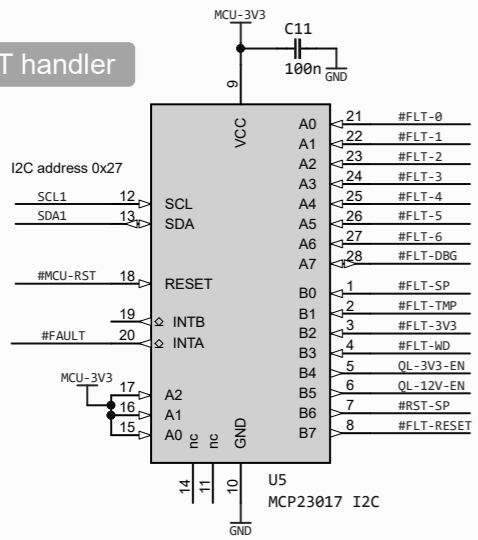 MCU-3V3
C11
100n
GND
T handler
9
VCC
I2C address 0x27
SCL1 12 SCL
SDA1 13 SDA
#MCU-RST 18 RESET
19 INTB
#FAULT 20 INTA
MCU-3V3
17 A2
16 A1
15 A0
A0 21 #FLT-0
A1 22 #FLT-1
A2 23 #FLT-2
A3 24 #FLT-3
A4 25 #FLT-4
A5 26 #FLT-5
A6 27 #FLT-6
A7 28 #FLT-DBG
B0 1 #FLT-SP
B1 2 #FLT-TMP
B2 3 #FLT-3V3
B3 4 #FLT-WD
B4 5 QL-3V3-EN
B5 6 QL-12V-EN
B6 7 #RST-SP
B7 8 #FLT-RESET
nc
nc
GND
14
11
10
GND
U5
MCP23017 I2C